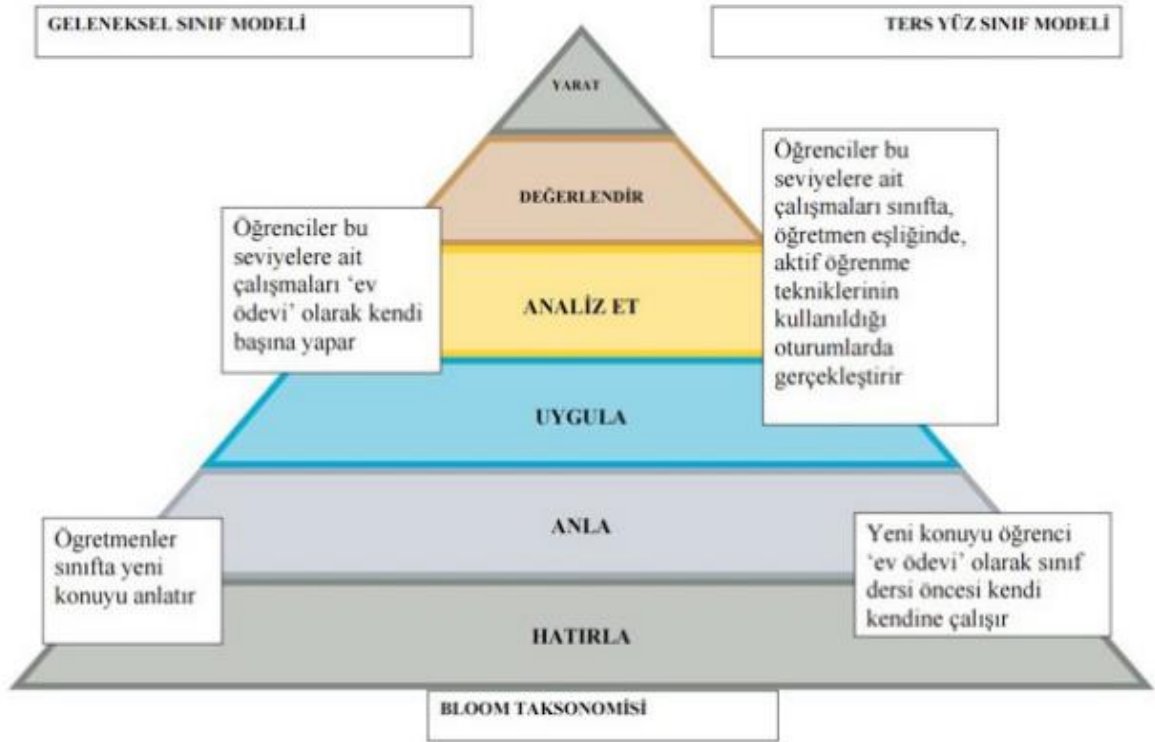 GELENEKSEL SINIF MODELİ
TERS YÜZ SINIF MODELİ
YARAT
DEĞERLENDİR
ANALİZ ET
UYGULA
ANLA
HATIRLA
Öğrenciler bu
seviyelere ait
çalışmaları ‘ev
ödevi’ olarak kendi
başına yapar
Öğrenciler bu
seviyelere ait
çalışmaları sınıfta,
öğretmen eşliğinde,
aktif öğrenme
tekniklerinin
kullanıldığı
oturumlarda
gerçekleştirir
Ögretmenler
sınıfta yeni
konuyu anlatır
Yeni konuyu öğrenci
‘ev ödevi’ olarak sınıf
dersi öncesi kendi
kendine çalışır
BLOOM TAKSONOMİSİ